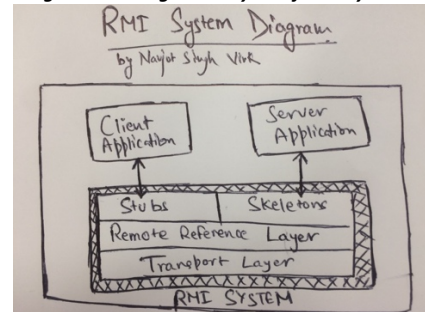 RMI System Diagram
by Navjot Singh Virk
Client
Application
Server
Application
Stubs
Skeletons
Remote Reference Layer
Transport Layer
RMI SYSTEM